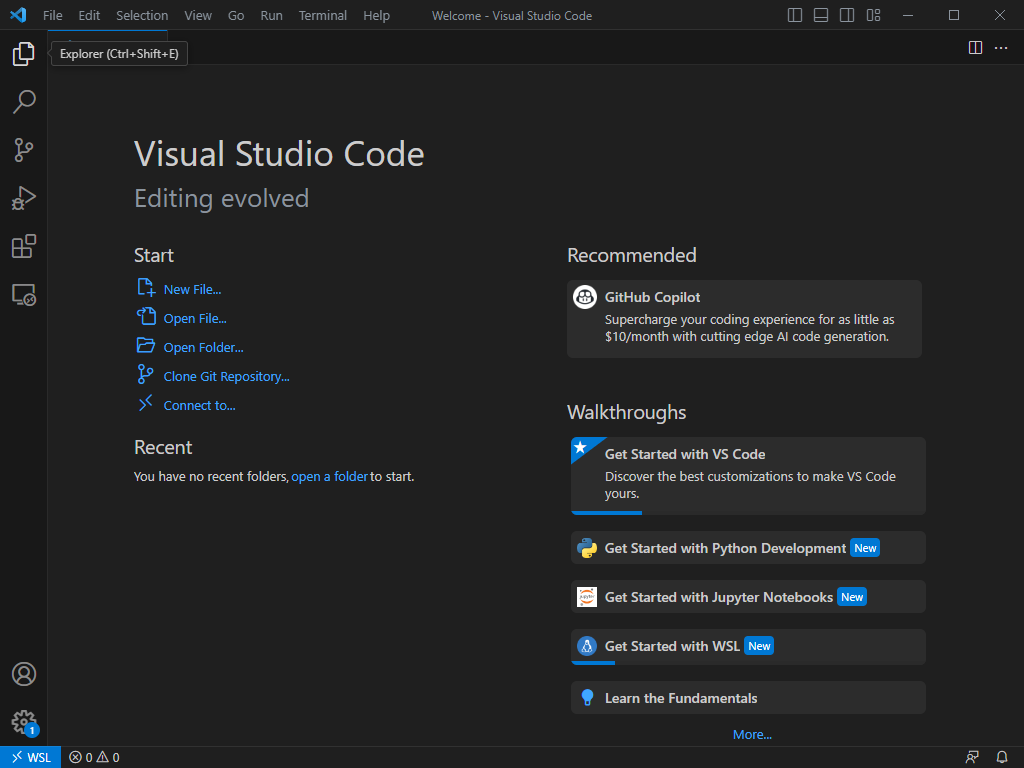 File Edit Selection View Go Run Terminal Help Welcome - Visual Studio Code
Explorer (Ctrl+Shift+E)
Visual Studio Code
Editing evolved
Start
New File...
Open File...
Open Folder...
Clone Git Repository...
Connect to...
Recent
You have no recent folders, open a folder to start.
Recommended
GitHub Copilot
Supercharge your coding experience for as little as
$10/month with cutting edge AI code generation.
Walkthroughs
Get Started with VS Code
Discover the best customizations to make VS Code
yours.
Get Started with Python Development New
jupyter Get Started with Jupyter Notebooks New
Get Started with WSL New
Learn the Fundamentals
More...
1
WSL 0 0